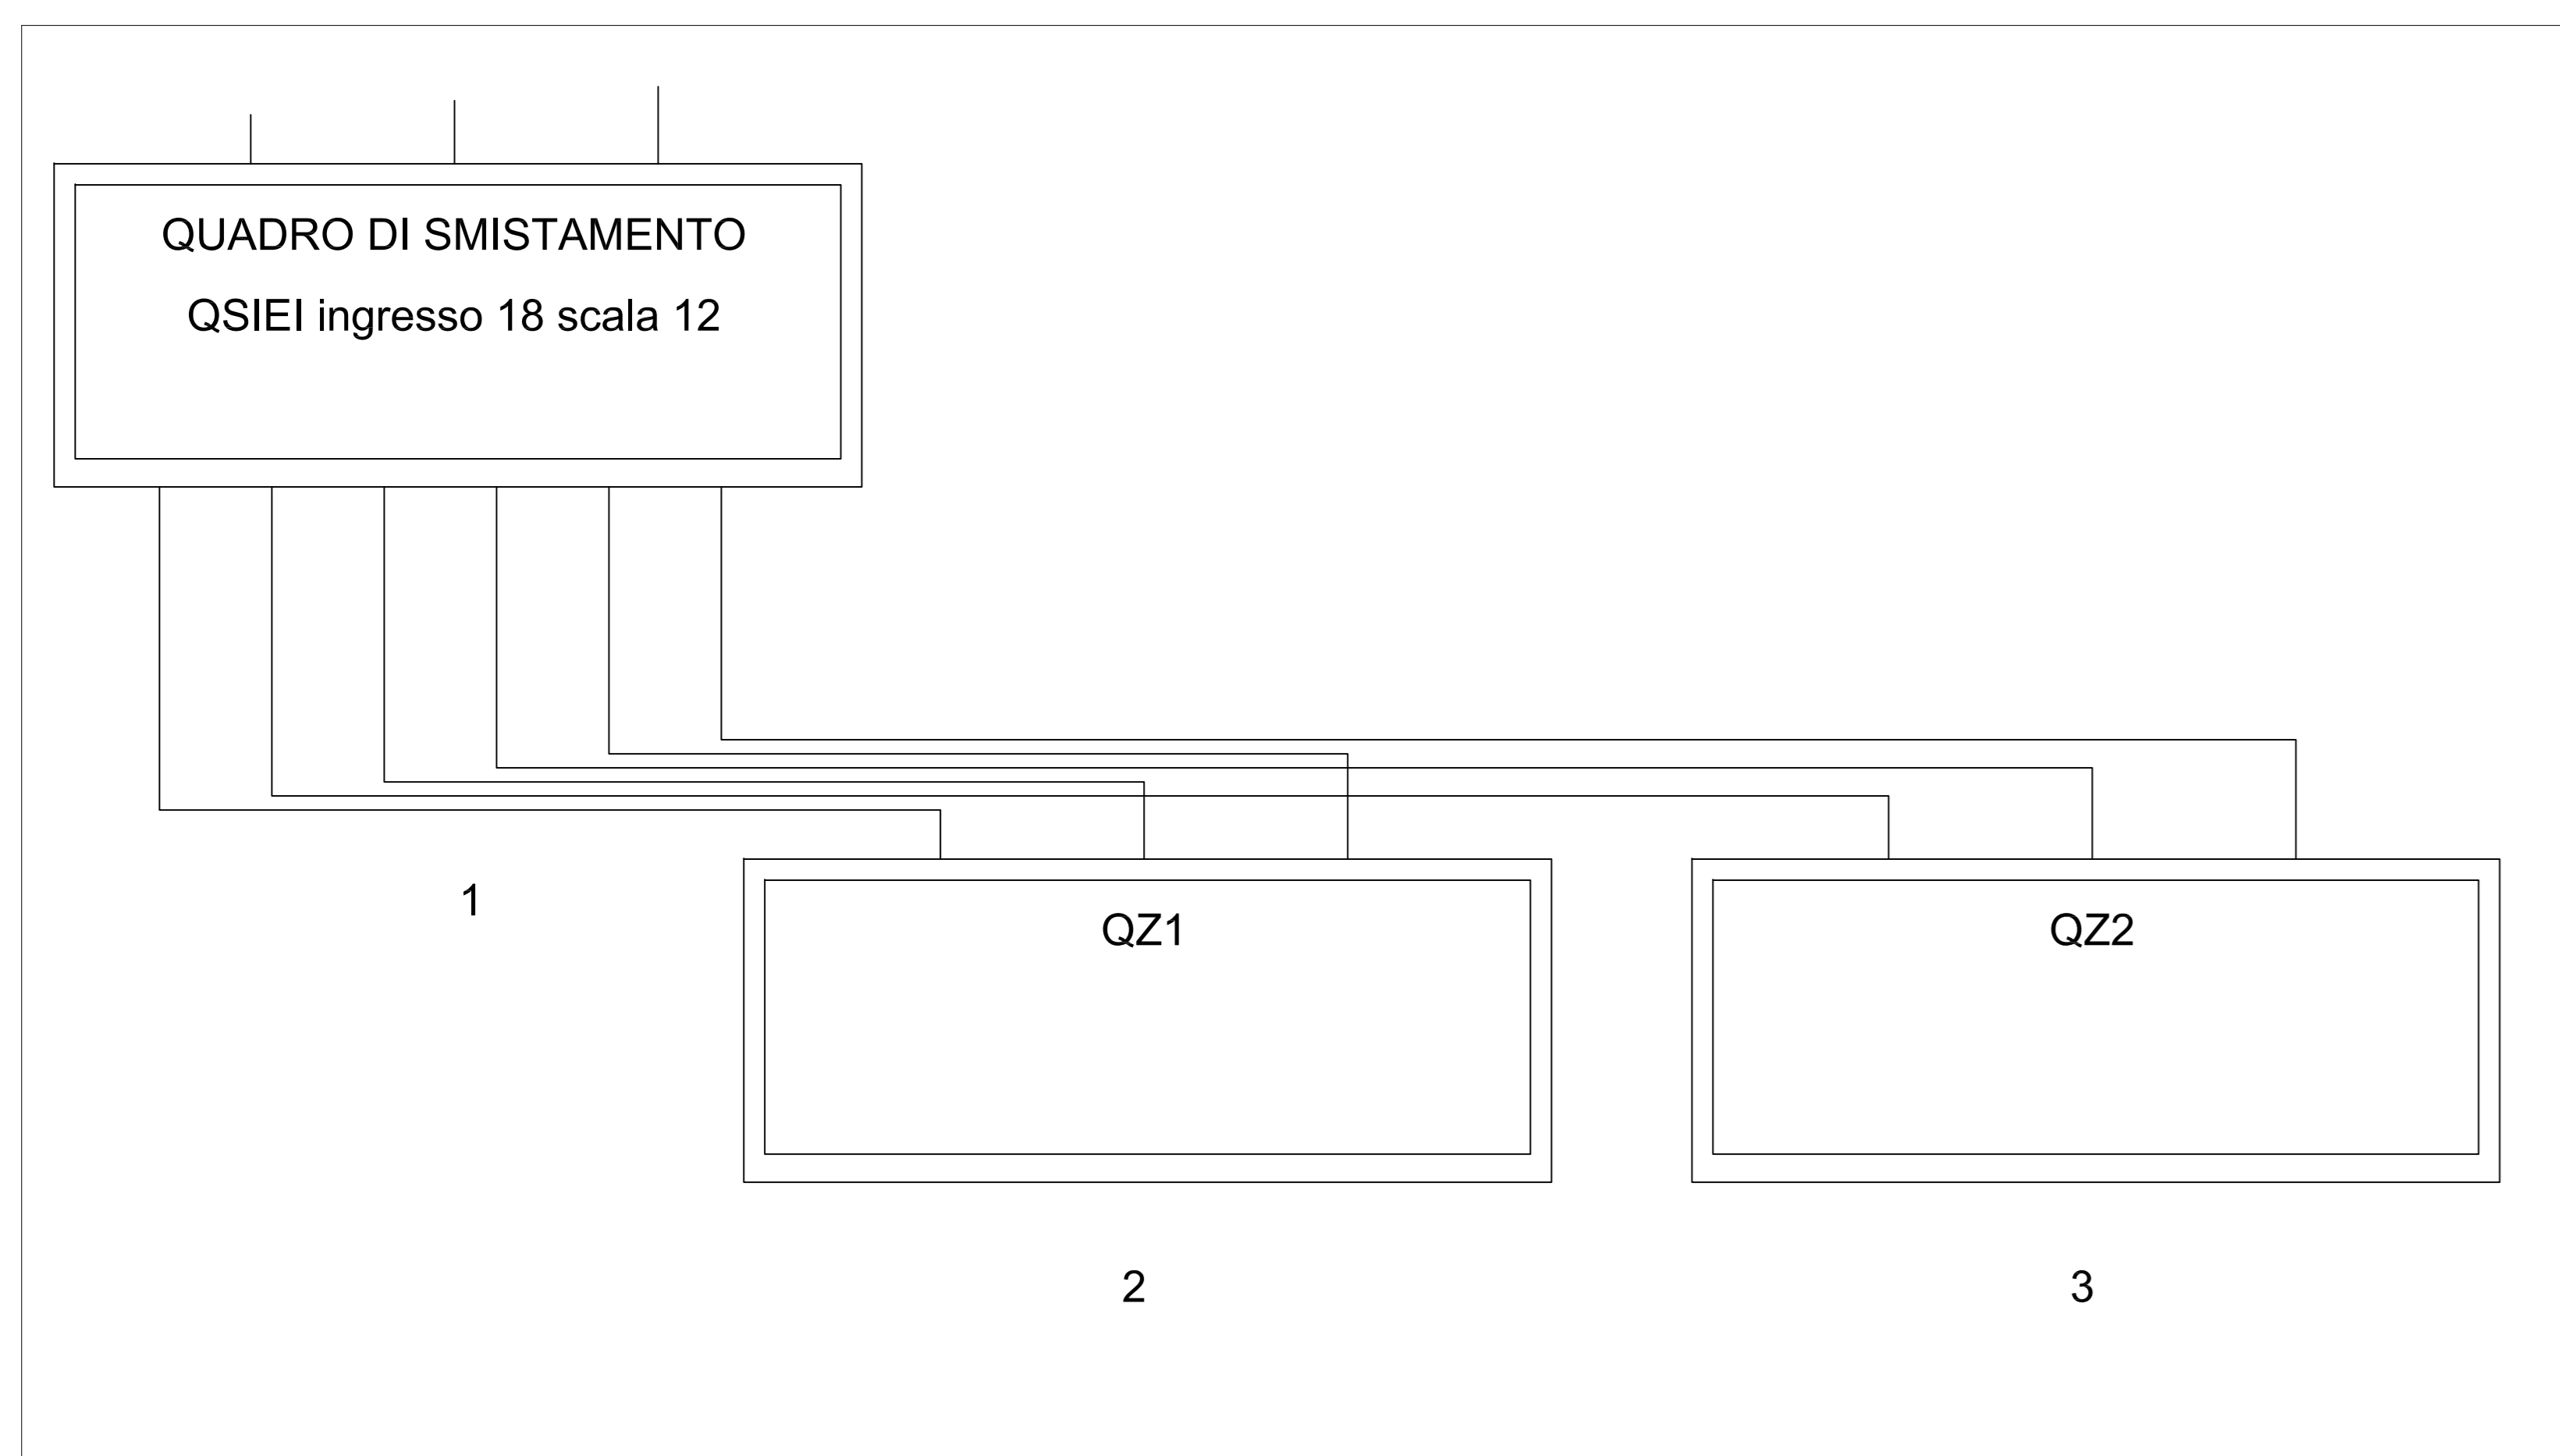 QUADRO DI SMISTAMENTO
QSIEI ingresso 18 scala 12
1
QZ1
QZ2
2
3